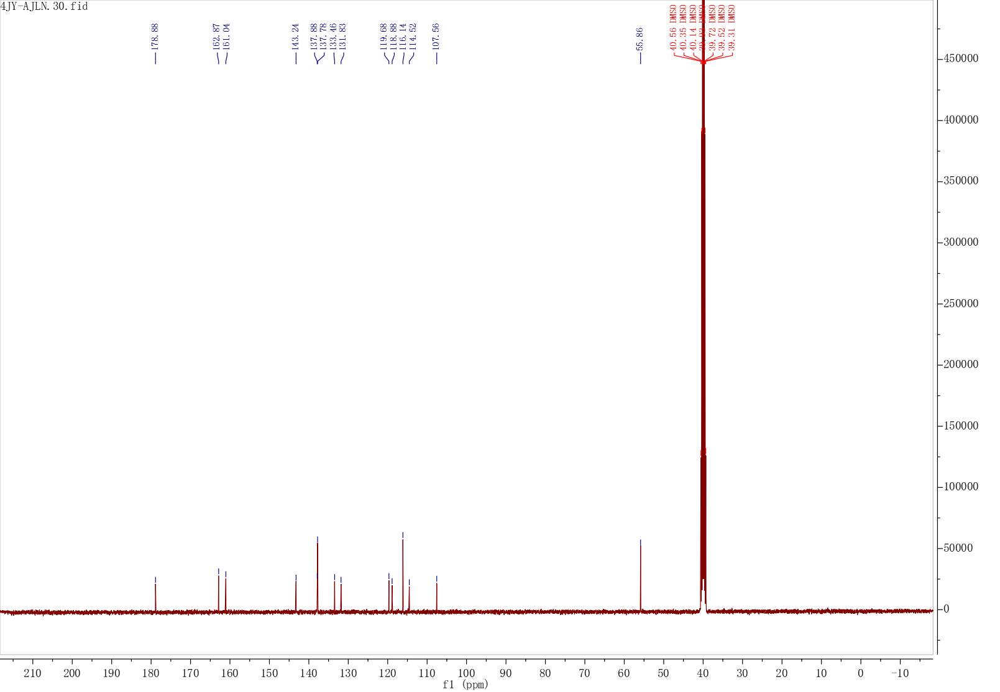 4JY-AJLN.30.fid
178.88
162.87
161.04
143.24
137.88
137.78
133.46
131.83
119.68
118.88
116.14
114.52
107.56
55.86
40.56 DMSO
40.35 DMSO
40.14 DMSO
DMSO
39.72 DMSO
39.52 DMSO
39.31 DMSO
450000
400000
350000
300000
250000
200000
150000
100000
50000
0
210 200 190 180 170 160 150 140 130 120 110 100 90 80 70 60 50 40 30 20 10 0 -10
f1 (ppm)